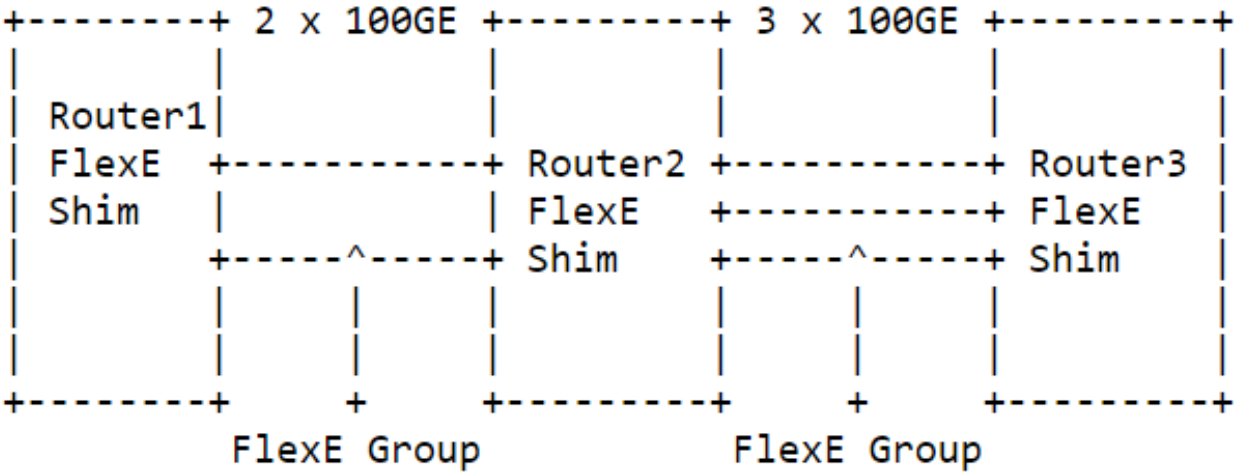 2 x 100GE 3 x 100GE
Router1
FlexE Router2 Router3
Shim FlexE FlexE
Shim Shim
FlexE Group FlexE Group